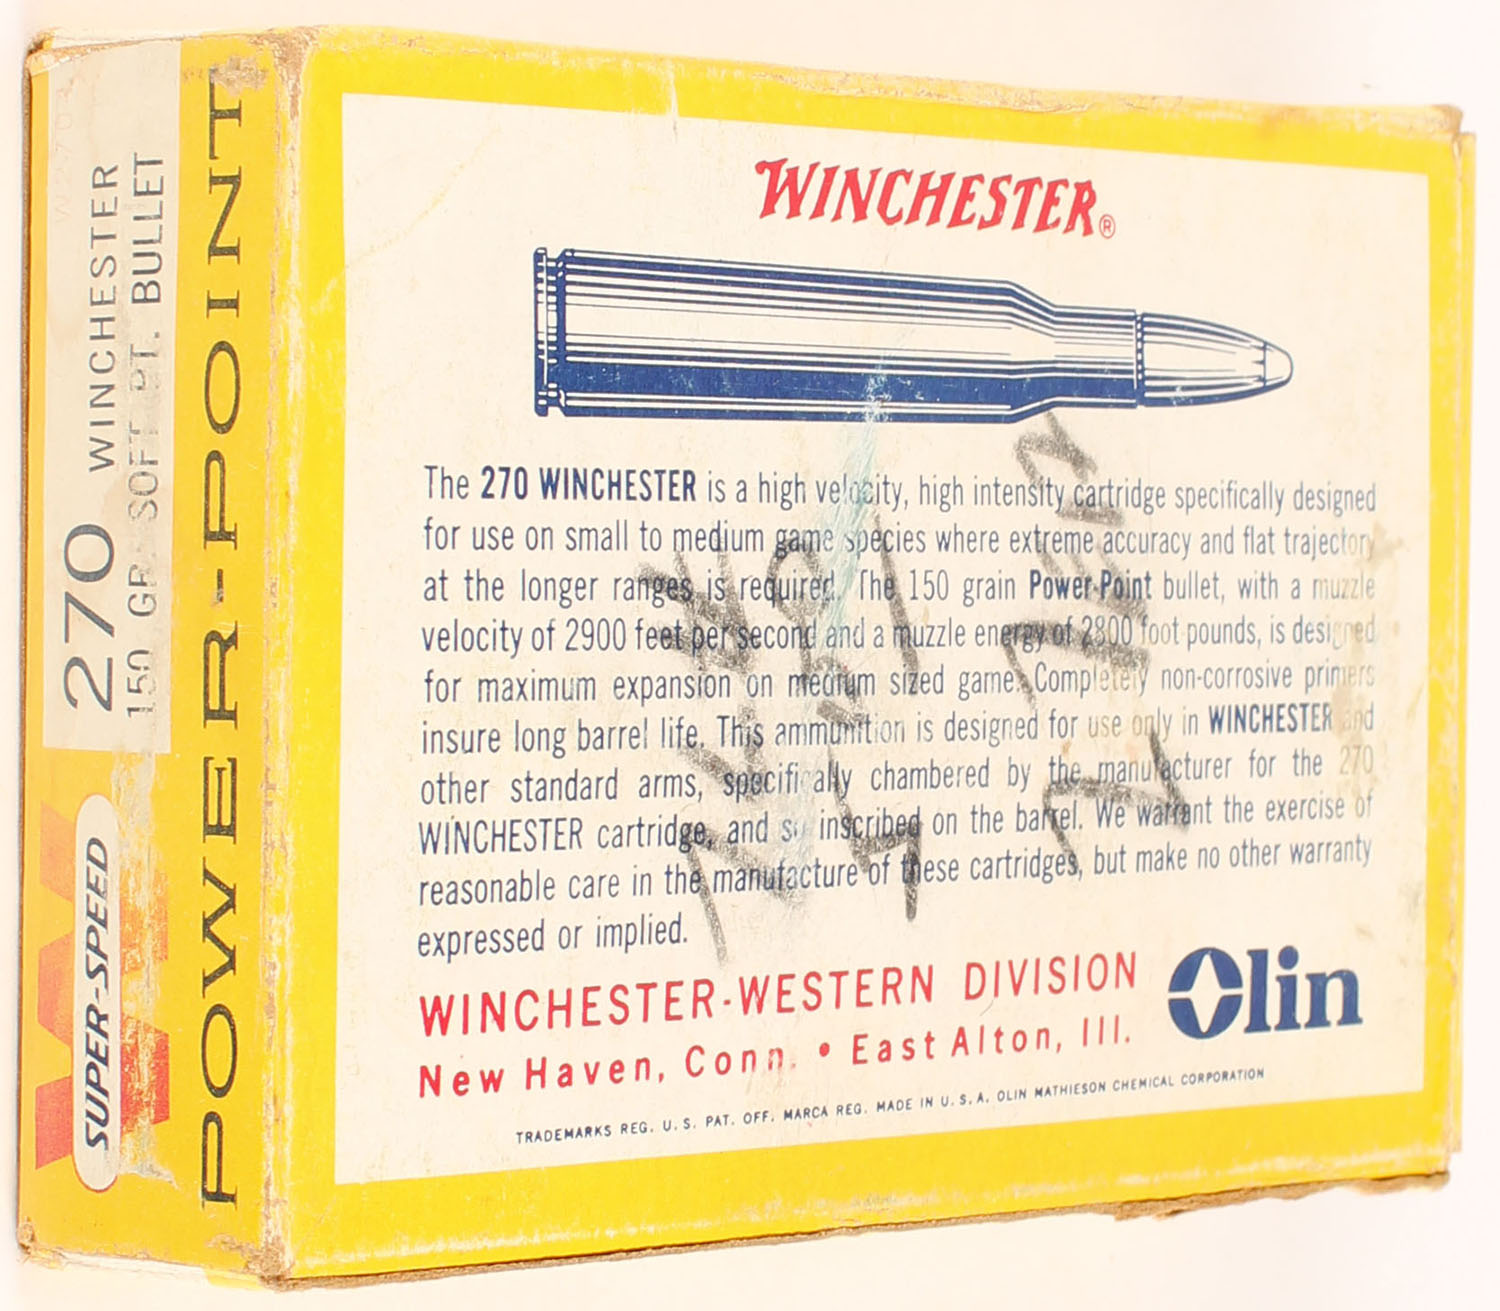 WINCHESTER®
The 270 WINCHESTER is a high velocity, high intensity cartridge specifically designed
for use on small to medium game species where extreme accuracy and flat trajectory
at the longer ranges is required. The 150 grain Power-Point bullet, with a muzzle
velocity of 2900 feet per second and a muzzle energy of 2800 foot pounds, is designed
for maximum expansion on medium sized game. Completely non-corrosive primers
insure long barrel life. This ammunition is designed for use only in WINCHESTER and
other standard arms, specifically chambered by the manufacturer for the 270
WINCHESTER cartridge, and so inscribed on the barrel. We warrant the exercise of
reasonable care in the manufacture of these cartridges, but make no other warranty
expressed or implied.
WINCHESTER-WESTERN DIVISION
New Haven, Conn. • East Alton, Ill.
Olin
TRADEMARKS REG. U. S. PAT. OFF. MARCA REG. MADE IN U. S. A. OLIN MATHIESON CHEMICAL CORPORATION
W
SUPER-SPEED
270 WINCHESTER
150 GR. SOFT PT. BULLET
POWER-POINT